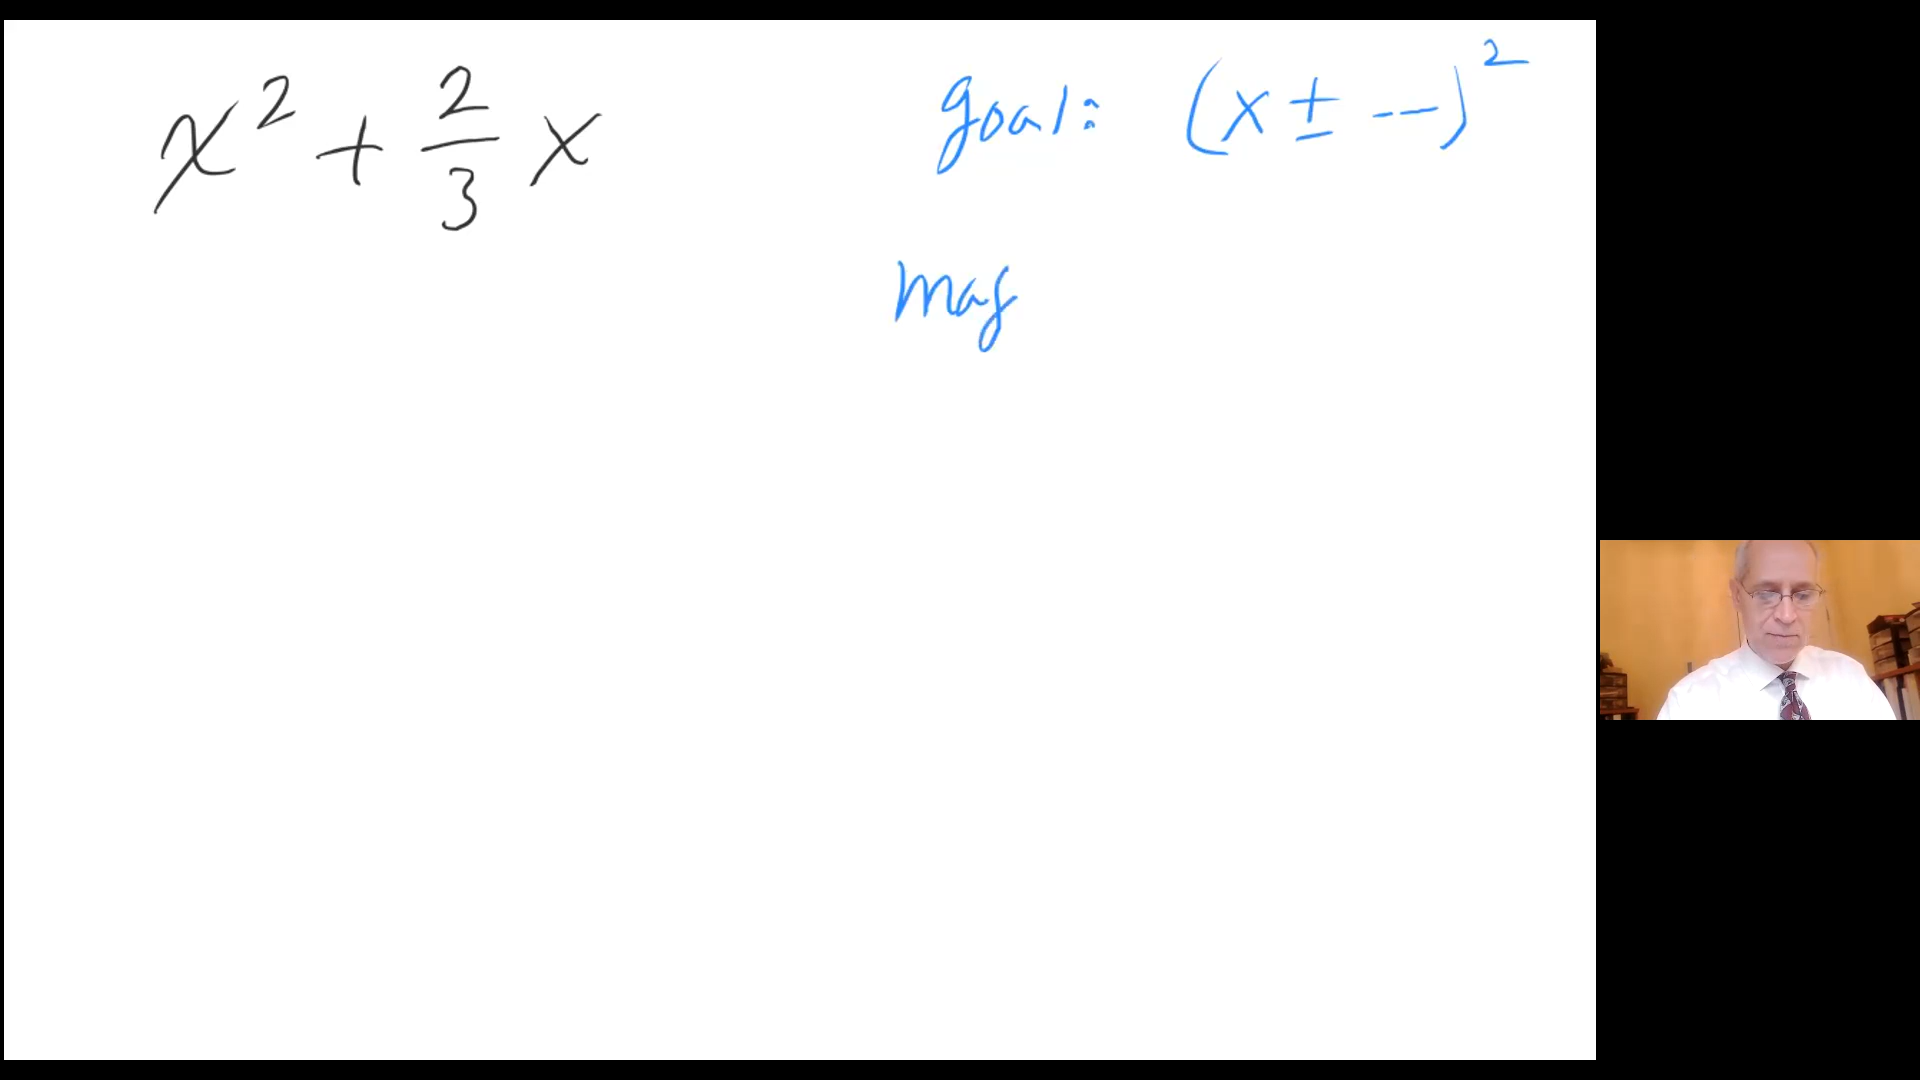 x² + 2/3 x
goal: (x ± --)²
mag